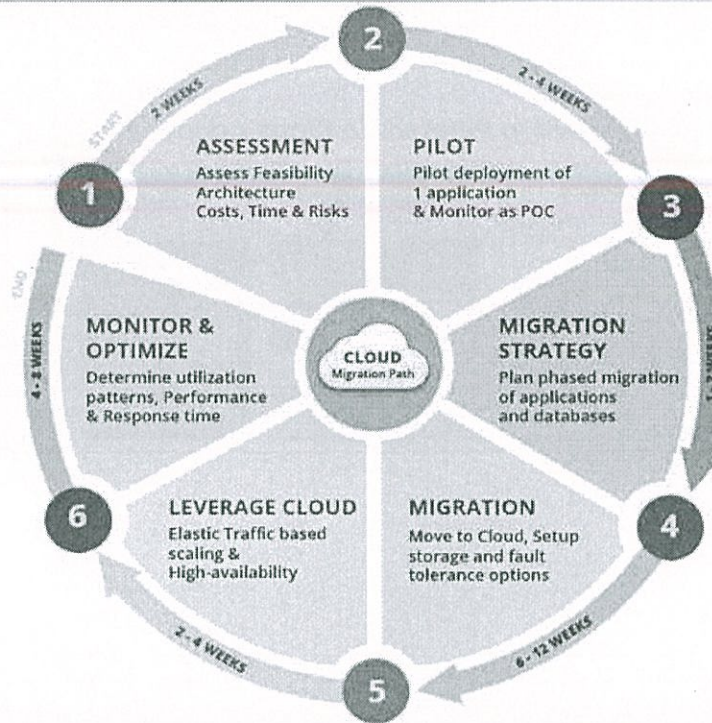 START
2 WEEKS
1
ASSESSMENT
Assess Feasibility
Architecture
Costs, Time & Risks
2
2 - 4 WEEKS
PILOT
Pilot deployment of
1 application
& Monitor as POC
3
MIGRATION
STRATEGY
Plan phased migration
of applications
and databases
WEEKS
4
6 - 12 WEEKS
MIGRATION
Move to Cloud, Setup
storage and fault
tolerance options
5
2 - 4 WEEKS
LEVERAGE CLOUD
Elastic Traffic based
scaling &
High-availability
6
4 - 8 WEEKS
END
MONITOR &
OPTIMIZE
Determine utilization
patterns, Performance
& Response time
CLOUD
Migration Path